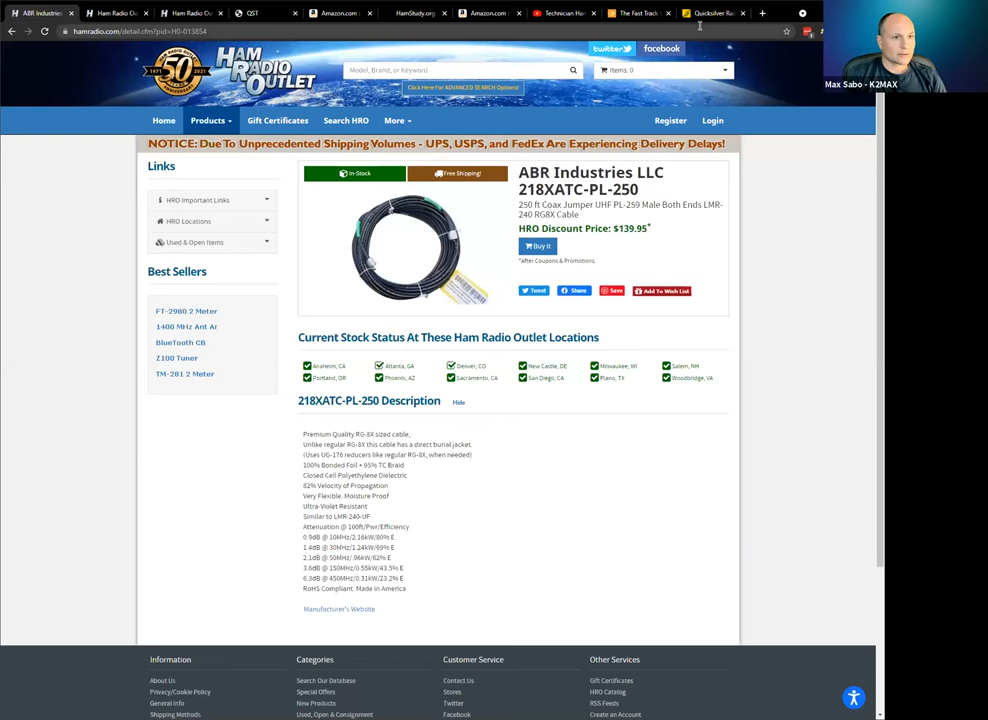 ABR Industries
Ham Radio Ou
Ham Radio Ou
QST
Amazon.com :
HamStudy.org
Amazon.com :
Technician Han
The Fast Track
Quicksilver Rad
hamradio.com/detail.cfm?pid=H0-013854
50
1971
2021
HAM RADIO OUTLET
Model, Brand, or Keyword
Click Here For ADVANCED SEARCH Options!
twitter
facebook
Items: 0
Max Sabo - K2MAX
Home
Products
Gift Certificates
Search HRO
More
Register
Login
NOTICE: Due To Unprecedented Shipping Volumes - UPS, USPS, and FedEx Are Experiencing Delivery Delays!
Links
HRO Important Links
HRO Locations
Used & Open Items
Best Sellers
FT-2980 2 Meter
1400 MHz Ant Ar
BlueTooth CB
Z100 Tuner
TM-281 2 Meter
In-Stock
Free Shipping!
ABR Industries LLC
218XATC-PL-250
250 ft Coax Jumper UHF PL-259 Male Both Ends LMR-
240 RG8X Cable
HRO Discount Price: $139.95*
Buy It
*After Coupons & Promotions.
Tweet
Share
Save
Add To Wish List
Current Stock Status At These Ham Radio Outlet Locations
Anaheim, CA
Atlanta, GA
Denver, CO
New Castle, DE
Milwaukee, WI
Salem, NH
Portland, OR
Phoenix, AZ
Sacramento, CA
San Diego, CA
Plano, TX
Woodbridge, VA
218XATC-PL-250 Description
Hide
Premium Quality RG-8X sized cable,
Unlike regular RG-8X this cable has a direct burial jacket.
(Uses UG-176 reducers like regular RG-8X, when needed)
100% Bonded Foil + 95% TC Braid
Closed Cell Polyethylene Dielectric
82% Velocity of Propagation
Very Flexible. Moisture Proof
Ultra-Violet Resistant
Similar to LMR-240-UF
Attenuation @ 100ft/Pwr/Efficiency
0.9dB @ 10MHz/2.16kW/80% E
1.4dB @ 30MHz/1.24kW/69% E
2.1dB @ 50MHz/.96kW/62% E
3.6dB @ 150MHz/0.55kW/43.5% E
6.3dB @ 450MHz/0.31kW/23.2% E
RoHS Compliant. Made in America
Manufacturer's Website
Information
Categories
Customer Service
Other Services
About Us
Search Our Database
Contact Us
Gift Certificates
Privacy/Cookie Policy
Special Offers
Stores
HRO Catalog
General Info
New Products
Twitter
RSS Feeds
Shipping Methods
Used, Open & Consignment
Facebook
Create an Account